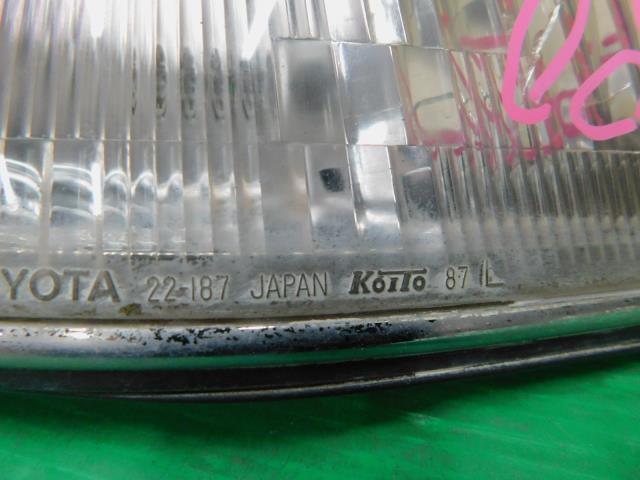 YOTA 22-187 JAPAN KOITO 87 L